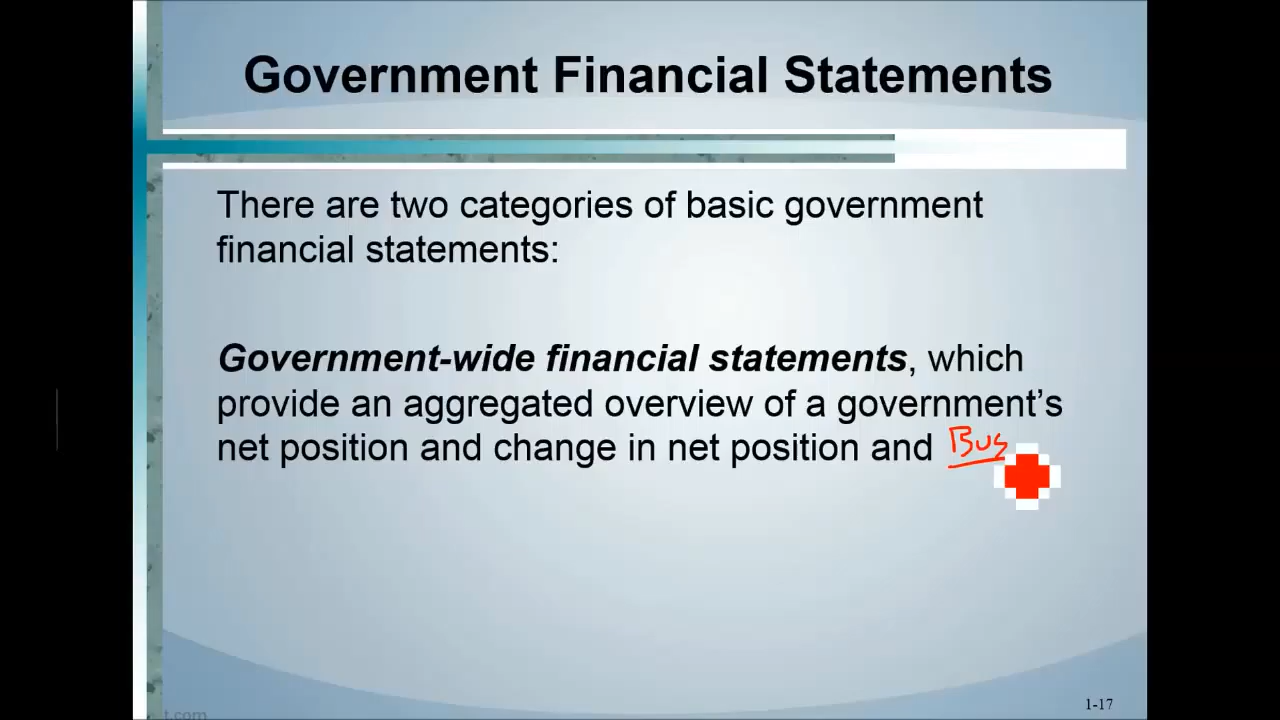 Government Financial Statements
There are two categories of basic government
financial statements:
Government-wide financial statements, which
provide an aggregated overview of a government’s
net position and change in net position and Bus
t.com
1-17